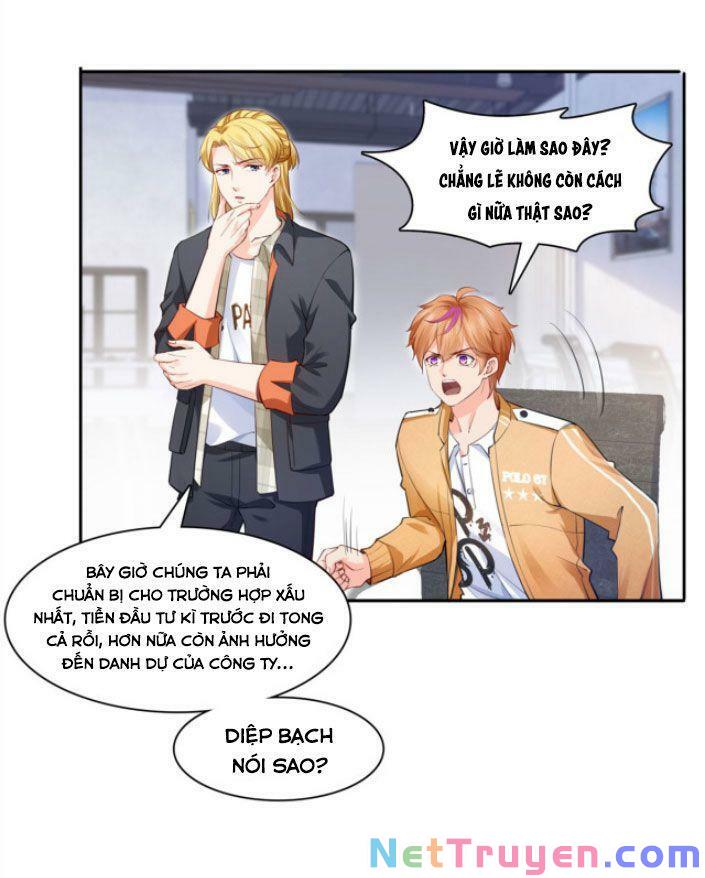 VẬY GIỜ LÀM SAO ĐÂY?
CHẲNG LẼ KHÔNG CÒN CÁCH
GÌ NỮA THẬT SAO?
PA
POLO 67
BÂY GIỜ CHÚNG TA PHẢI
CHUẨN BỊ CHO TRƯỜNG HỢP XẤU
NHẤT, TIỀN ĐẦU TƯ KÌ TRƯỚC ĐI TONG
CẢ RỒI, HƠN NỮA CÒN ẢNH HƯỞNG
ĐẾN DANH DỰ CỦA CÔNG TY...
DIỆP BẠCH
NÓI SAO?
NetTruyen.com